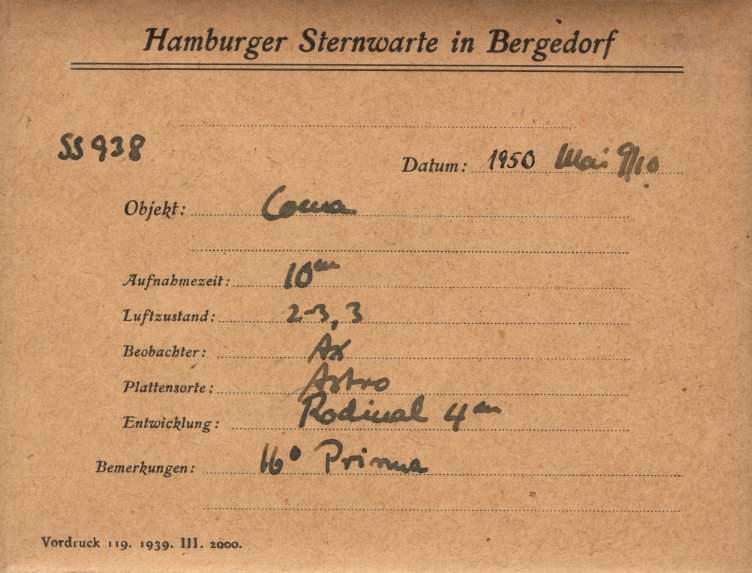 Hamburger Sternwarte in Bergedorf
SS 938
Datum: 1950 Mai 9/10
Objekt: Coma
Aufnahmezeit: 10m
Luftzustand: 2-3, 3
Beobachter: Ax
Plattensorte: Astro
Entwicklung: Rodinal 4m
Bemerkungen: 16° Prisma
Vordruck 119. 1939. III. 2000.